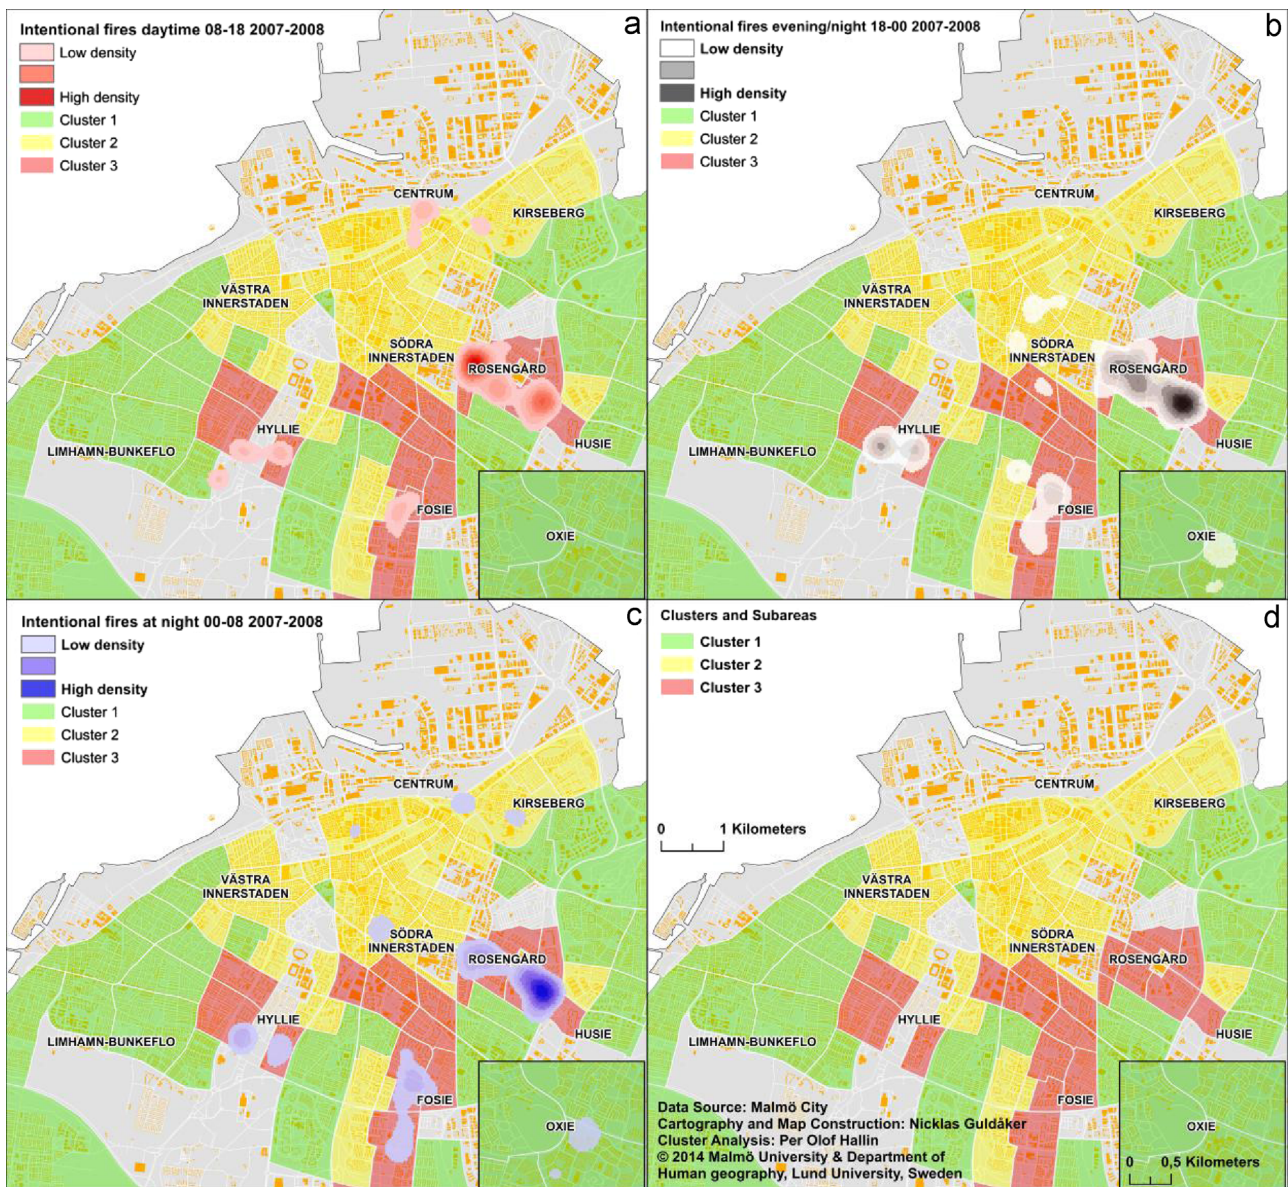 a
Intentional fires daytime 08-18 2007-2008
Low density
High density
Cluster 1
Cluster 2
Cluster 3
CENTRUM
KIRSEBERG
VÄSTRA
INNERSTADEN
SÖDRA
INNERSTADEN
ROSENGÅRD
HYLLIE
HUSIE
LIMHAMN-BUNKEFLO
FOSIE
OXIE
b
Intentional fires evening/night 18-00 2007-2008
Low density
High density
Cluster 1
Cluster 2
Cluster 3
CENTRUM
KIRSEBERG
VÄSTRA
INNERSTADEN
SÖDRA
INNERSTADEN
ROSENGÅRD
HYLLIE
HUSIE
LIMHAMN-BUNKEFLO
FOSIE
OXIE
c
Intentional fires at night 00-08 2007-2008
Low density
High density
Cluster 1
Cluster 2
Cluster 3
CENTRUM
KIRSEBERG
VÄSTRA
INNERSTADEN
SÖDRA
INNERSTADEN
ROSENGÅRD
HYLLIE
HUSIE
LIMHAMN-BUNKEFLO
FOSIE
OXIE
d
Clusters and Subareas
Cluster 1
Cluster 2
Cluster 3
CENTRUM
KIRSEBERG
0 1 Kilometers
VÄSTRA
INNERSTADEN
SÖDRA
INNERSTADEN
ROSENGÅRD
HYLLIE
HUSIE
LIMHAMN-BUNKEFLO
FOSIE
Data Source: Malmö City
Cartography and Map Construction: Nicklas Guldåker
Cluster Analysis: Per Olof Hallin
© 2014 Malmö University & Department of
Human geography, Lund University, Sweden
OXIE
0 0,5 Kilometers